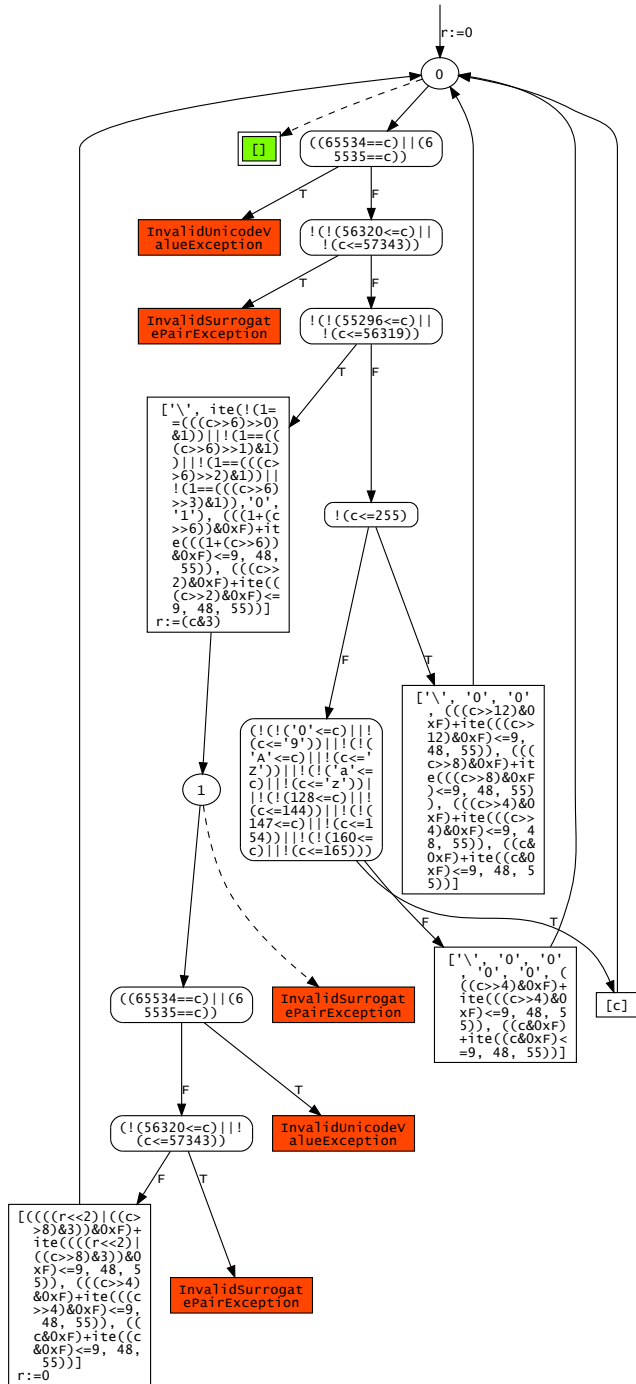 r:=0
0
[]
((65534==c)||(6
5535==c))
T
F
InvalidUnicodeV
alueException
!(!(56320<=c)||
!(c<=57343))
T
F
InvalidSurrogat
ePairException
!(!(55296<=c)||
!(c<=56319))
T
F
['\', ite(!(1=
=(((c>>6)>>0)
&1))||!(1==((
(c>>6)>>1)&1)
)||!(1==(((c>
>6)>>2)&1))||
!(1==(((c>>6)
>>3)&1)),'0',
'1'), (((1+(c
>>6))&0xF)+it
e(((1+(c>>6))
&0xF)<=9, 48,
55)), (((c>>
2)&0xF)+ite((
(c>>2)&0xF)<=
9, 48, 55))]
r:=(c&3)
!(c<=255)
F
T
['\', '0', '0'
, (((c>>12)&0
xF)+ite(((c>>
12)&0xF)<=9,
48, 55)), (((
c>>8)&0xF)+it
e(((c>>8)&0xF
)<=9, 48, 55)
), (((c>>4)&0
xF)+ite(((c>>
4)&0xF)<=9, 4
8, 55)), ((c&
0xF)+ite((c&0x
F)<=9, 48, 5
5))]
(!(!('0'<=c)||!
(c<='9'))||!(!(
'A'<=c)||!(c<='
Z'))||!(!('a'<=
c)||!(c<='z'))|
|!(!(128<=c)||!
(c<=144))||!(!(
147<=c)||!(c<=1
54))||!(!(160<=
c)||!(c<=165)))
F
T
1
['\', '0', '0'
, '0', '0', (
((c>>4)&0xF)+
ite(((c>>4)&0
xF)<=9, 48, 5
5)), ((c&0xF)
+ite((c&0xF)<
=9, 48, 55))]
[c]
((65534==c)||(6
5535==c))
InvalidSurrogat
ePairException
F
T
(!(56320<=c)||!
(c<=57343))
InvalidUnicodeV
alueException
F
T
[((((r<<2)|((c>
>8)&3))&0xF)+
ite((((r<<2)|
((c>>8)&3))&0
xF)<=9, 48, 5
5)), (((c>>4)
&0xF)+ite(((c
>>4)&0xF)<=9,
48, 55)), ((
c&0xF)+ite((c
&0xF)<=9, 48,
55))]
r:=0
InvalidSurrogat
ePairException